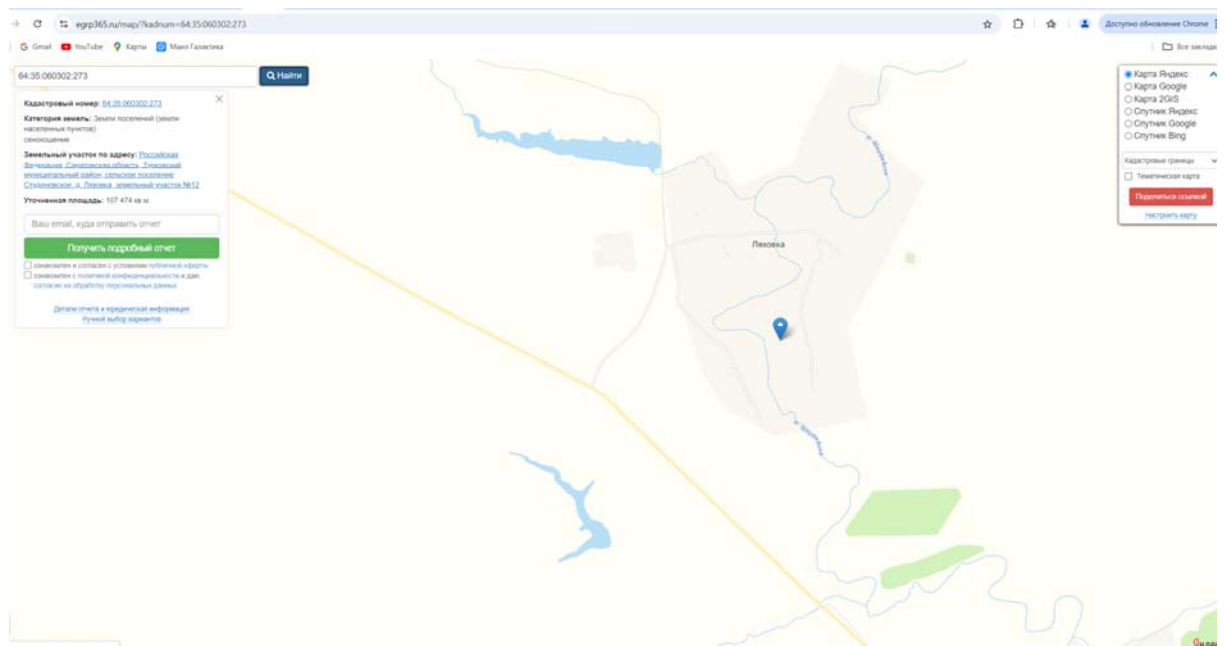 egrp365.ru/map/?kadnum=64:35:060302:273
Доступно обновление Chrome
Gmail
YouTube
Карты
Маил Галактика
Все закладки
64:35:060302:273
Найти
Кадастровый номер: 64:35:060302:273
Категория земель: Земли поселений (земли
населенных пунктов)
сенокошение
Земельный участок по адресу: Российская
Федерация, Саратовская область, Турковский
муниципальный район, сельское поселение
Студеновское, д. Ляковка, земельный участок №12
Уточненная площадь: 107 474 кв.м
Ваш email, куда отправить отчет
Получить подробный отчет
ознакомлен и согласен с условиями публичной оферты
ознакомлен с политикой конфиденциальности и даю
согласие на обработку персональных данных
Детали отчета и юридическая информация
Ручной выбор вариантов
Ляковка
Карта Яндекс
Карта Google
Карта 2GIS
Спутник Яндекс
Спутник Google
Спутник Bing
Кадастровые границы
Тематическая карта
Поделиться ссылкой
Настроить карту